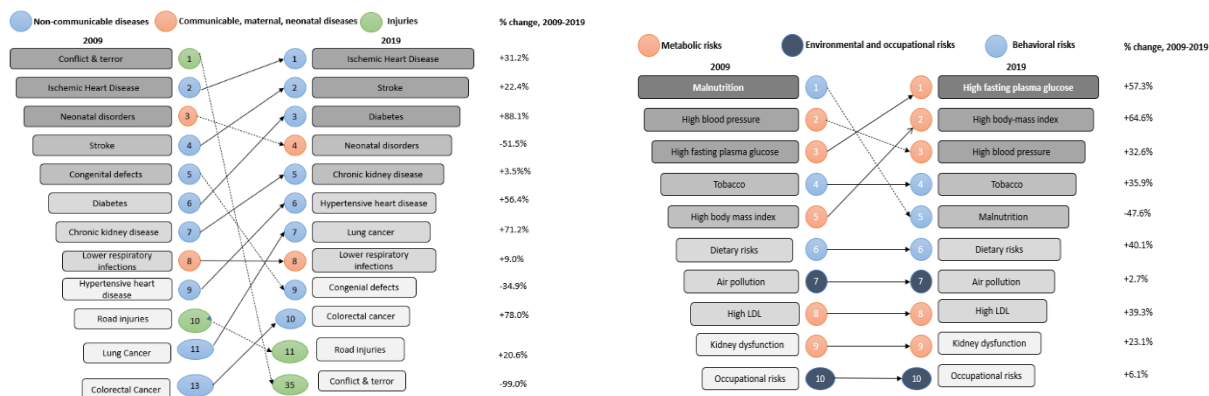 Non-communicable diseases
Communicable, maternal, neonatal diseases
Injuries
% change, 2009-2019
2009
2019
Conflict & terror
1
1
Ischemic Heart Disease
+31.2%
Ischemic Heart Disease
2
2
Stroke
+22.4%
Neonatal disorders
3
3
Diabetes
+88.1%
Stroke
4
4
Neonatal disorders
-51.5%
Congenital defects
5
5
Chronic kidney disease
+3.5%%
Diabetes
6
6
Hypertensive heart disease
+56.4%
Chronic kidney disease
7
7
Lung cancer
+71.2%
Lower respiratory
infections
8
8
Lower respiratory
infections
+9.0%
Hypertensive heart
disease
9
9
Congenial defects
-34.9%
Road injuries
10
10
Colorectal cancer
+78.0%
Lung Cancer
11
11
Road injuries
+20.6%
Colorectal Cancer
13
35
Conflict & terror
-99.0%
Metabolic risks
Environmental and occupational risks
Behavioral risks
% change, 2009-2019
2009
2019
Malnutrition
1
1
High fasting plasma glucose
+57.3%
High blood pressure
2
2
High body-mass index
+64.6%
High fasting plasma glucose
3
3
High blood pressure
+32.6%
Tobacco
4
4
Tobacco
+35.9%
High body mass index
5
5
Malnutrition
-47.6%
Dietary risks
6
6
Dietary risks
+40.1%
Air pollution
7
7
Air pollution
+2.7%
High LDL
8
8
High LDL
+39.3%
Kidney dysfunction
9
9
Kidney dysfunction
+23.1%
Occupational risks
10
10
Occupational risks
+6.1%